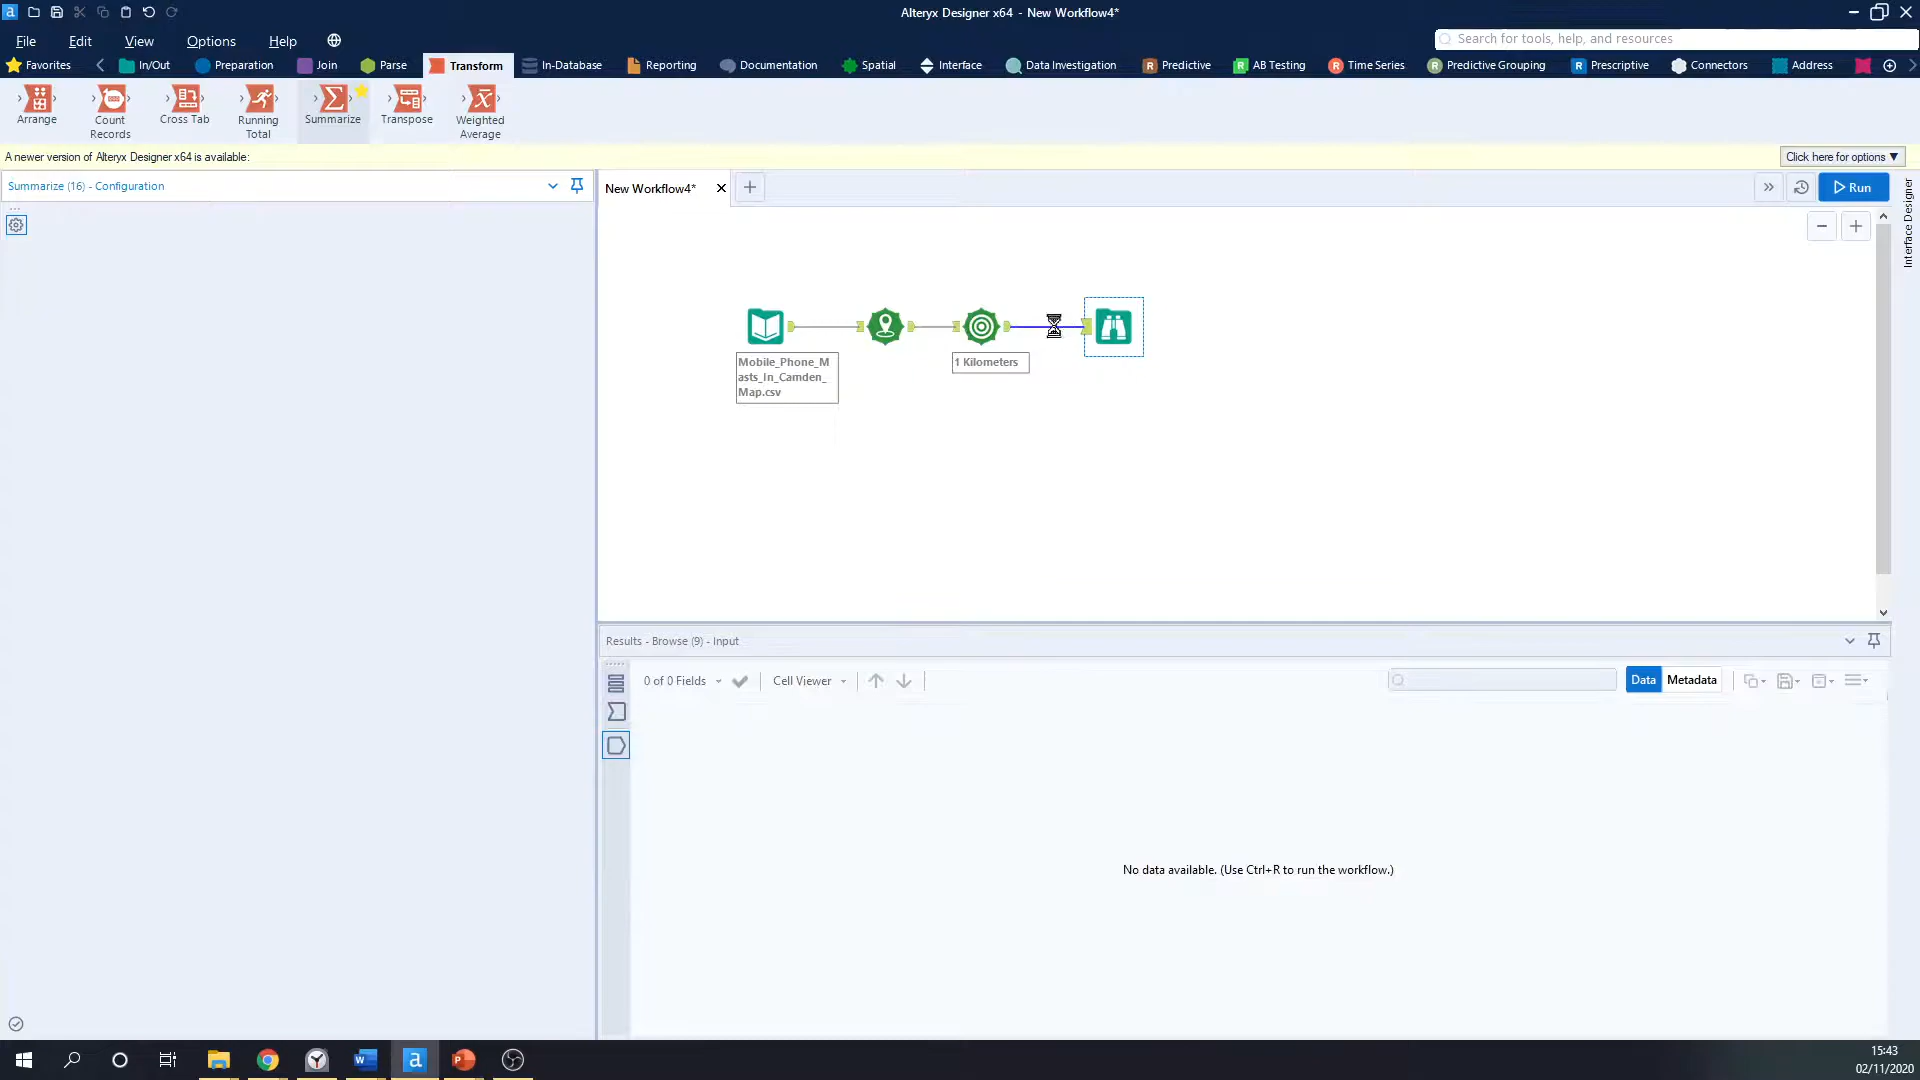 Alteryx Designer x64 - New Workflow4*
File Edit View Options Help
Search for tools, help, and resources
Favorites In/Out Preparation Join Parse Transform In-Database Reporting Documentation Spatial Interface Data Investigation Predictive AB Testing Time Series Predictive Grouping Prescriptive Connectors Address
Arrange
Count
Records
Cross Tab
Running
Total
Summarize
Transpose
Weighted
Average
A newer version of Alteryx Designer x64 is available:
Click here for options ▼
Summarize (16) - Configuration
New Workflow4*
Run
Interface Designer
Mobile_Phone_M
asts_In_Camden_
Map.csv
1 Kilometers
Results - Browse (9) - Input
0 of 0 Fields
Cell Viewer
Data
Metadata
No data available. (Use Ctrl+R to run the workflow.)
15:43
02/11/2020